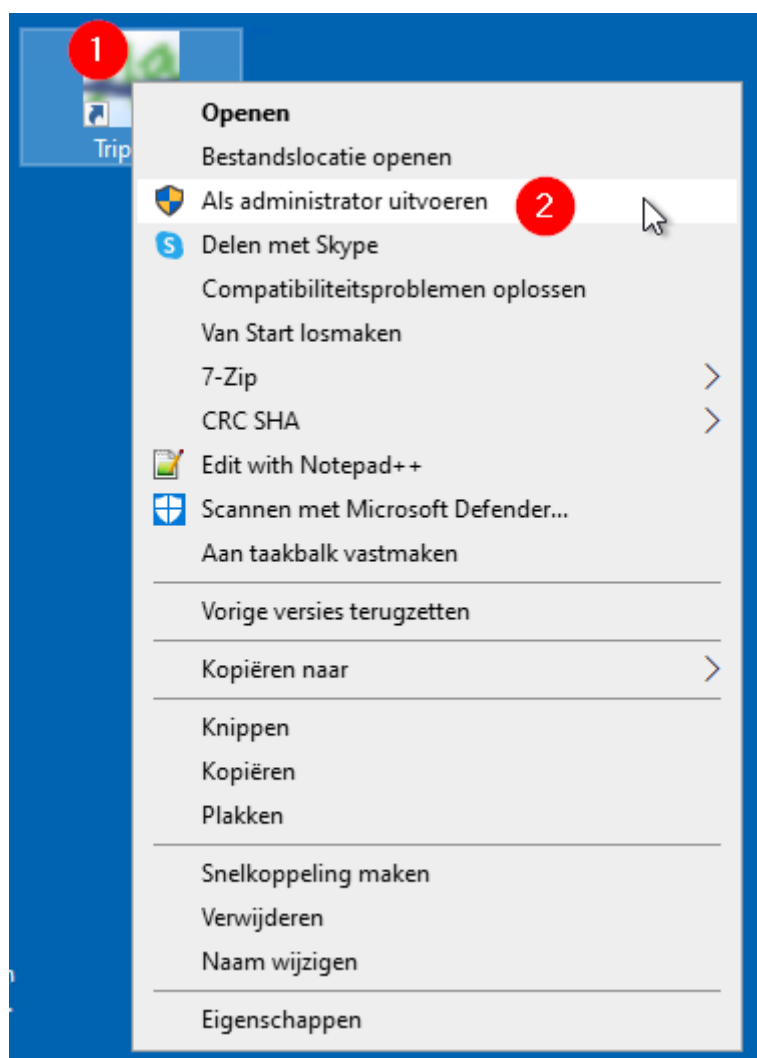 1
Trip
Openen
Bestandslocatie openen
Als administrator uitvoeren 2
S Delen met Skype
Compatibiliteitsproblemen oplossen
Van Start losmaken
7-Zip
CRC SHA
Edit with Notepad++
Scannen met Microsoft Defender...
Aan taakbalk vastmaken
Vorige versies terugzetten
Kopiëren naar
Knippen
Kopiëren
Plakken
Snelkoppeling maken
Verwijderen
Naam wijzigen
Eigenschappen